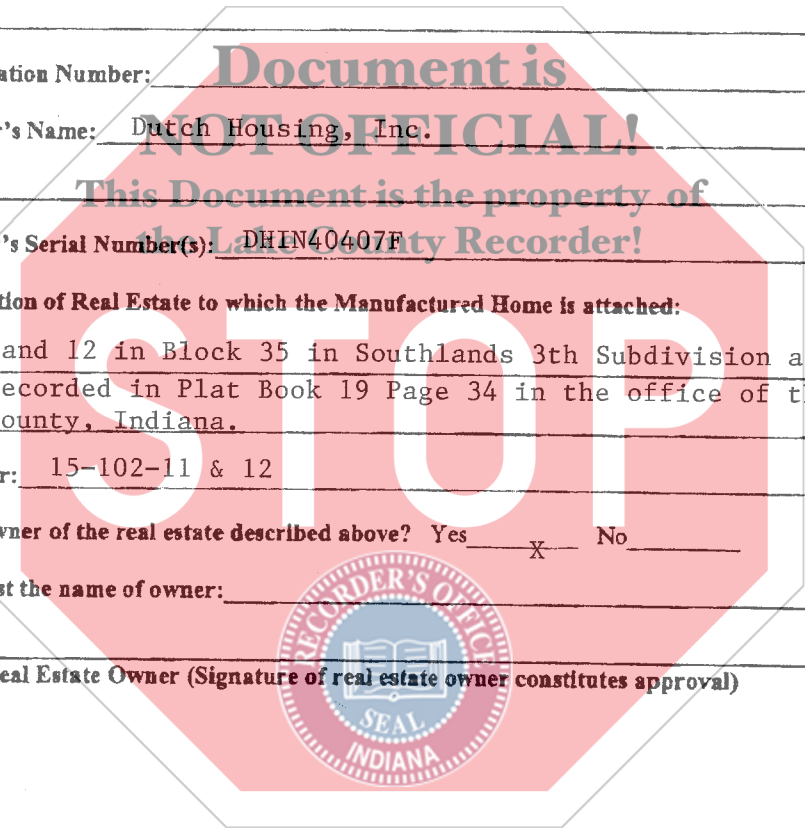 Document is
ation Number:
NOT OFFICIAL!
's Name: Dutch Housing, Inc.
This Document is the property of
the Lake County Recorder!
's Serial Number(s): DHIN40407F
tion of Real Estate to which the Manufactured Home is attached:
and 12 in Block 35 in Southlands 3th Subdivision a
ecorded in Plat Book 19 Page 34 in the office of th
ounty, Indiana.
STOP
r: 15-102-11 & 12
wner of the real estate described above? Yes X No
st the name of owner:
eal Estate Owner (Signature of real estate owner constitutes approval)
RECORDER'S OFFICE
SEAL
INDIANA